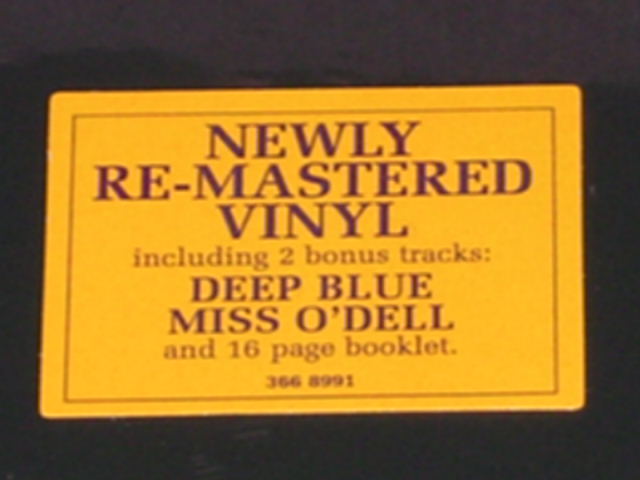 NEWLY
RE-MASTERED
VINYL
including 2 bonus tracks:
DEEP BLUE
MISS O'DELL
and 16 page booklet.
366 8991